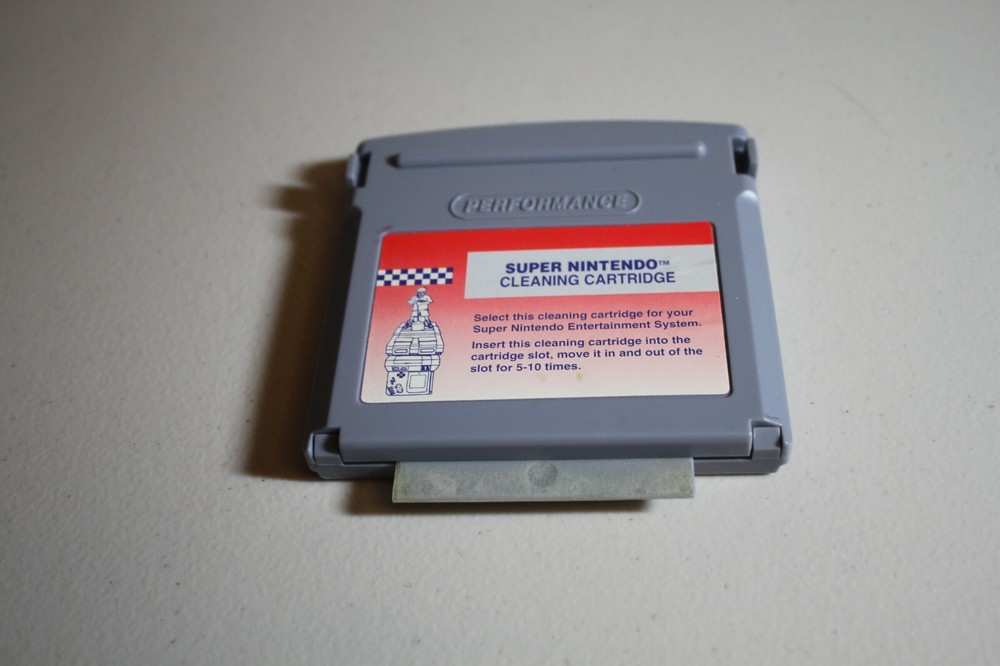 PERFORMANCE
SUPER NINTENDO™
CLEANING CARTRIDGE
Select this cleaning cartridge for your
Super Nintendo Entertainment System.
Insert this cleaning cartridge into the
cartridge slot, move it in and out of the
slot for 5-10 times.